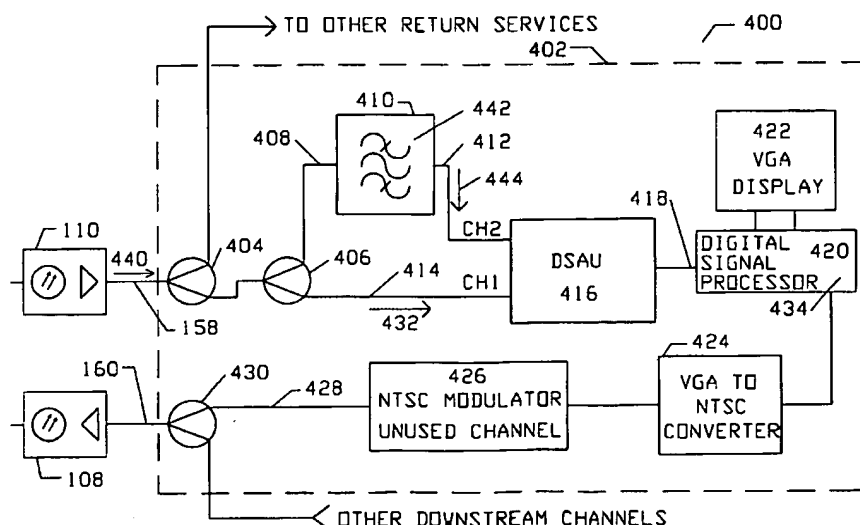 TO OTHER RETURN SERVICES
400
402
410
442
408
412
444
422
VGA
DISPLAY
418
110
440
404
406
CH2
414
CH1
432
158
DSAU
416
DIGITAL
SIGNAL
PROCESSOR
420
434
160
430
428
426
NTSC MODULATOR
UNUSED CHANNEL
424
VGA TO
NTSC
CONVERTER
108
OTHER DOWNSTREAM CHANNELS